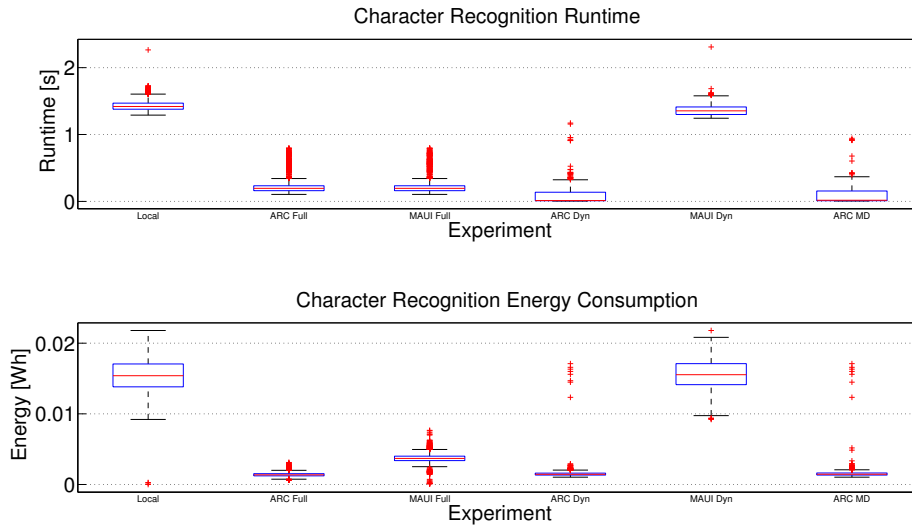 Character Recognition Runtime
Runtime [s]
2
1
0
Local ARC Full MAUI Full ARC Dyn MAUI Dyn ARC MD
Experiment
Character Recognition Energy Consumption
Energy [Wh]
0.02
0.01
0
Local ARC Full MAUI Full ARC Dyn MAUI Dyn ARC MD
Experiment